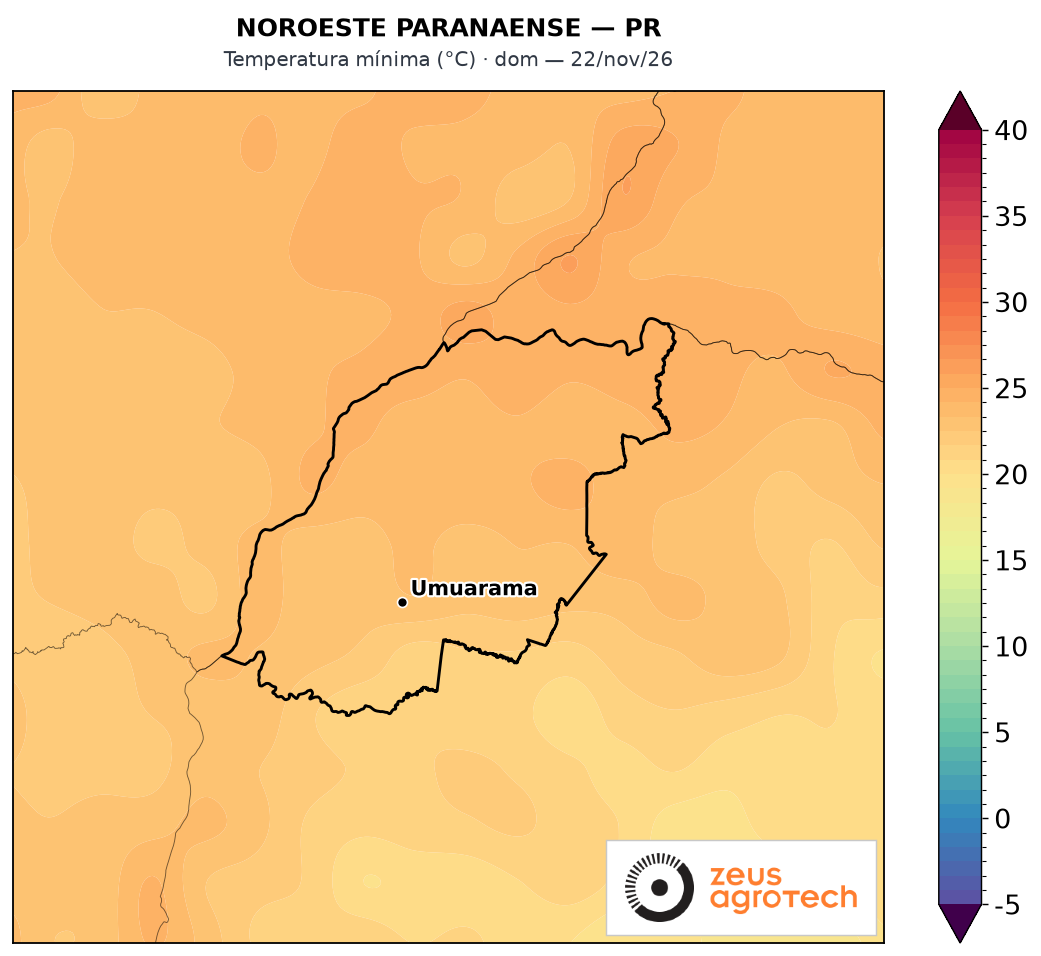 NOROESTE PARANAENSE — PR
Temperatura mínima (°C) · dom — 22/nov/26
40
35
30
25
20
15
10
5
0
-5
Umuarama
zeus
agrotech